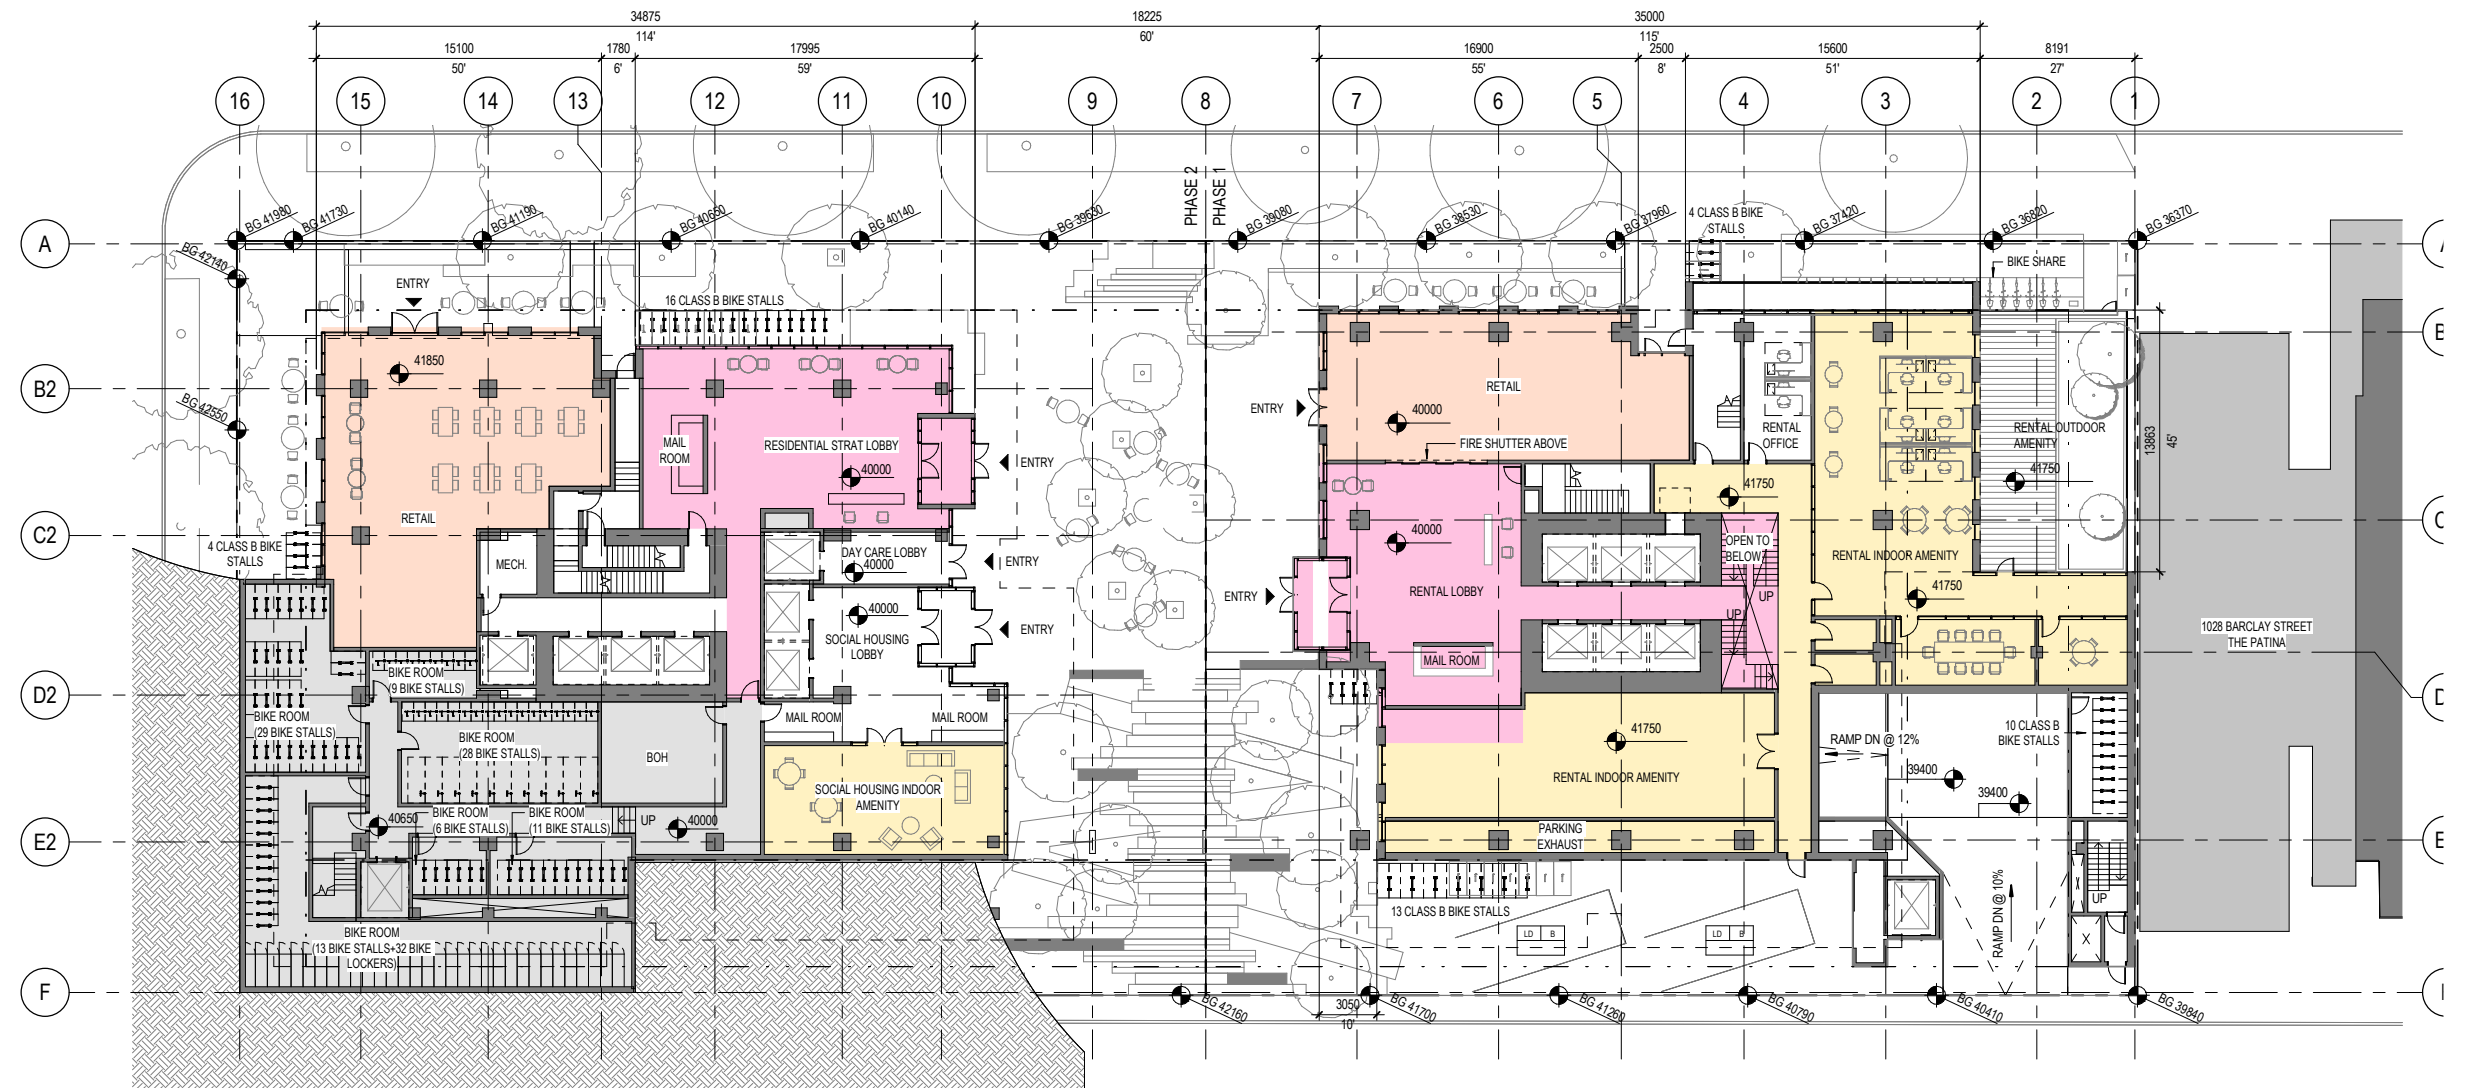 34875
18225
35000
114'
60'
115'
15100
1780
17995
16900
2500
15600
8191
50'
6'
59'
55'
8'
51'
27'
16
15
14
13
12
11
10
9
8
7
6
5
4
3
2
1
PHASE 2
PHASE 1
A
BG 41980
BG 41730
BG 41190
BG 40650
BG 40140
BG 39630
BG 39080
BG 38530
BG 37960
4 CLASS B BIKE
STALLS
BG 37420
BG 36820
BG 36370
BG 42140
BIKE SHARE
ENTRY
16 CLASS B BIKE STALLS
B
41850
B2
BG 42550
RETAIL
ENTRY
40000
FIRE SHUTTER ABOVE
MAIL
ROOM
RESIDENTIAL STRAT LOBBY
40000
ENTRY
RENTAL
OFFICE
RENTAL OUTDOOR
AMENITY
41750
13863
45'
RETAIL
41750
C2
4 CLASS B BIKE
STALLS
MECH.
DAY CARE LOBBY
40000
ENTRY
40000
OPEN TO
BELOW
RENTAL INDOOR AMENITY
C
40000
SOCIAL HOUSING
LOBBY
ENTRY
ENTRY
RENTAL LOBBY
UP
UP
41750
1028 BARCLAY STREET
THE PATINA
MAIL ROOM
BIKE ROOM
(9 BIKE STALLS)
D2
D
BIKE ROOM
(29 BIKE STALLS)
MAIL ROOM
MAIL ROOM
BIKE ROOM
(28 BIKE STALLS)
BOH
41750
RAMP DN @ 12%
10 CLASS B
BIKE STALLS
RENTAL INDOOR AMENITY
39400
SOCIAL HOUSING INDOOR
AMENITY
39400
40650
BIKE ROOM
(6 BIKE STALLS)
BIKE ROOM
(11 BIKE STALLS)
UP
40000
PARKING
EXHAUST
E2
RAMP DN @ 10%
UP
13 CLASS B BIKE STALLS
BIKE ROOM
(13 BIKE STALLS+32 BIKE
LOCKERS)
LD B
LD B
X
F
BG 42160
3050
10'
BG 41700
BG 41260
BG 40790
BG 40410
BG 39840